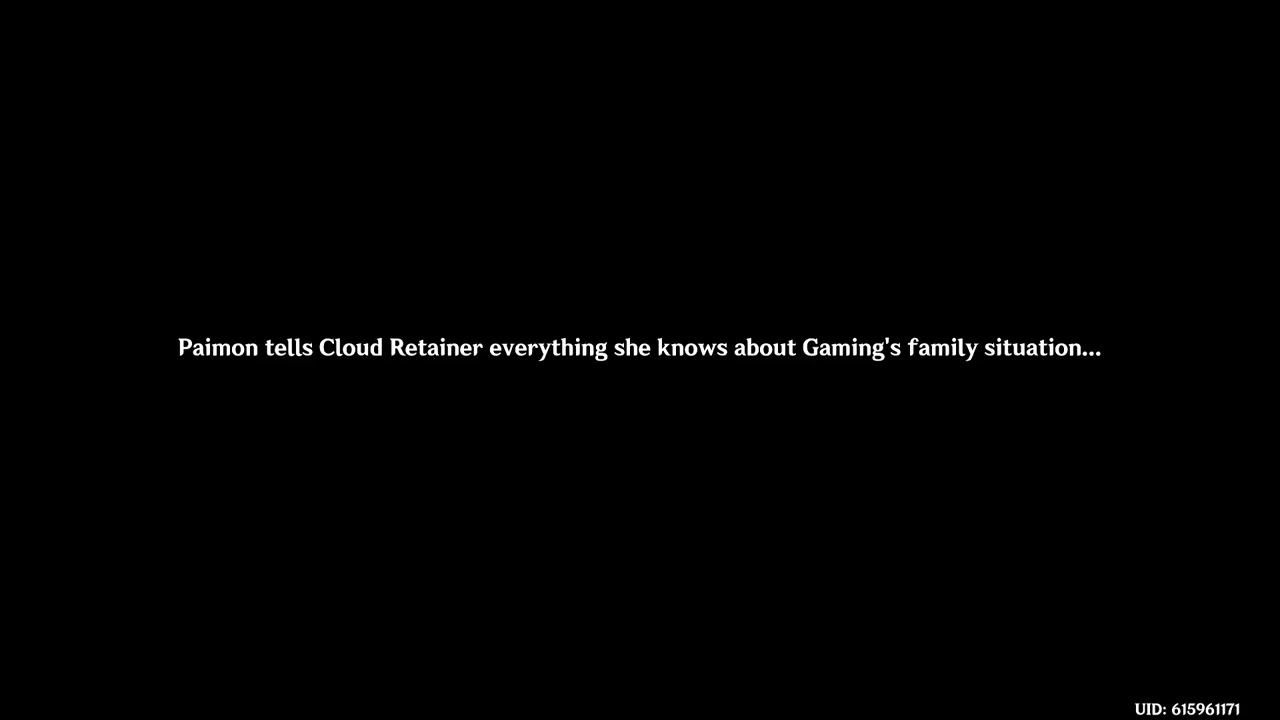 Paimon tells Cloud Retainer everything she knows about Gaming's family situation...
UID: 615961171